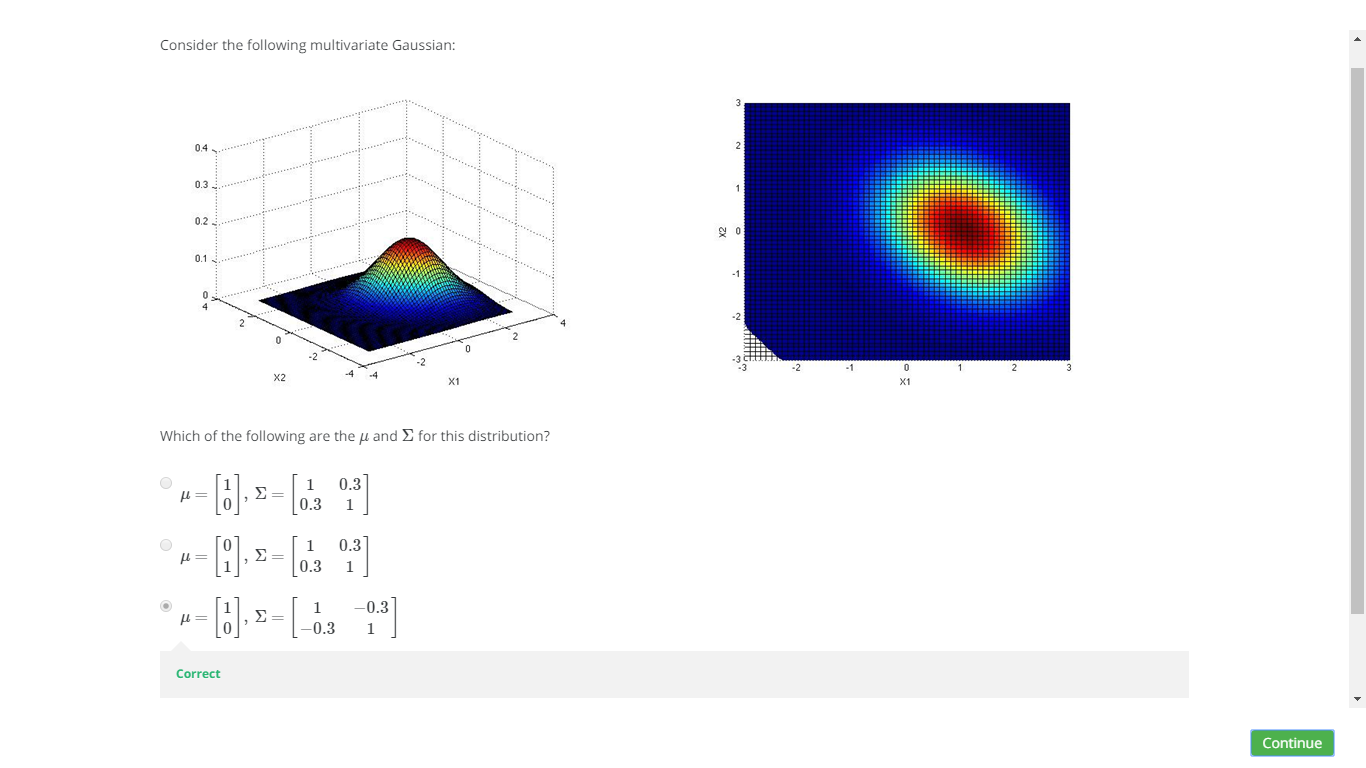 Consider the following multivariate Gaussian:
0.4
0.3
0.2
0.1
0
4
2
0
-2
-4
X2
-4
-2
0
2
4
X1
3
2
1
0
-1
-2
-3
X2
-3 -2 -1 0 1 2 3
X1
Which of the following are the μ and Σ for this distribution?
μ = [1 0], Σ = [1 0.3 0.3 1]
μ = [0 1], Σ = [1 0.3 0.3 1]
μ = [1 0], Σ = [1 −0.3 −0.3 1]
Correct
Continue